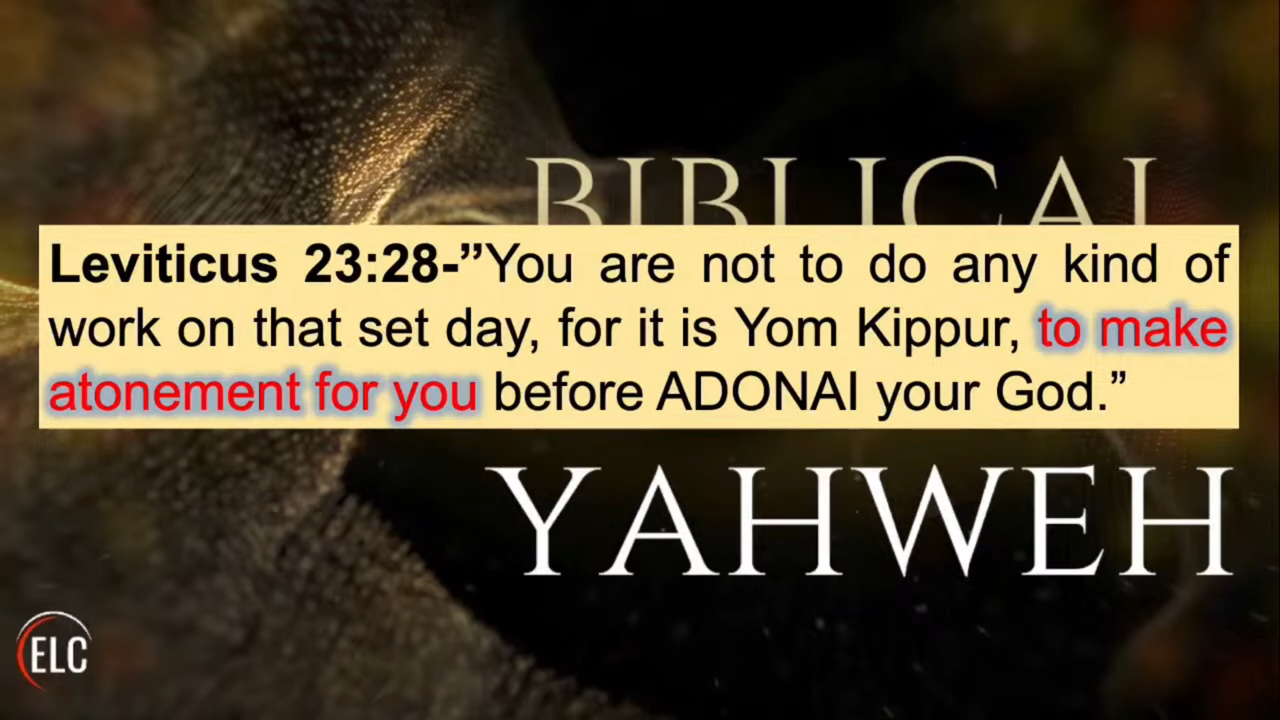 BIBLICAL
Leviticus 23:28-”You are not to do any kind of
work on that set day, for it is Yom Kippur, to make
atonement for you before ADONAI your God.”
YAHWEH
ELC